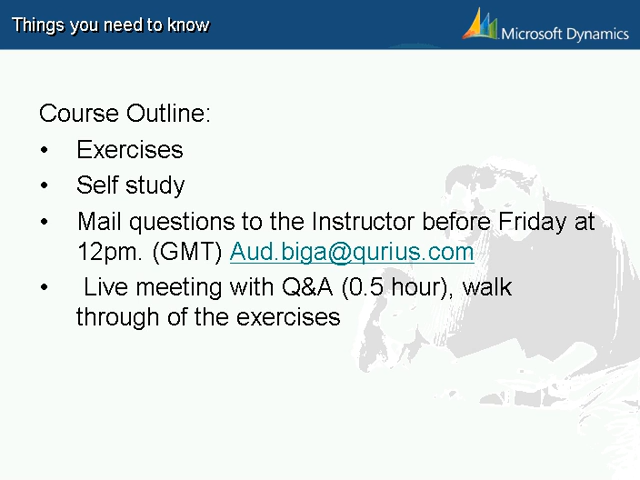 Things you need to know
Microsoft Dynamics
Course Outline:
• Exercises
• Self study
• Mail questions to the Instructor before Friday at
12pm. (GMT) Aud.biga@qurius.com
• Live meeting with Q&A (0.5 hour), walk
through of the exercises